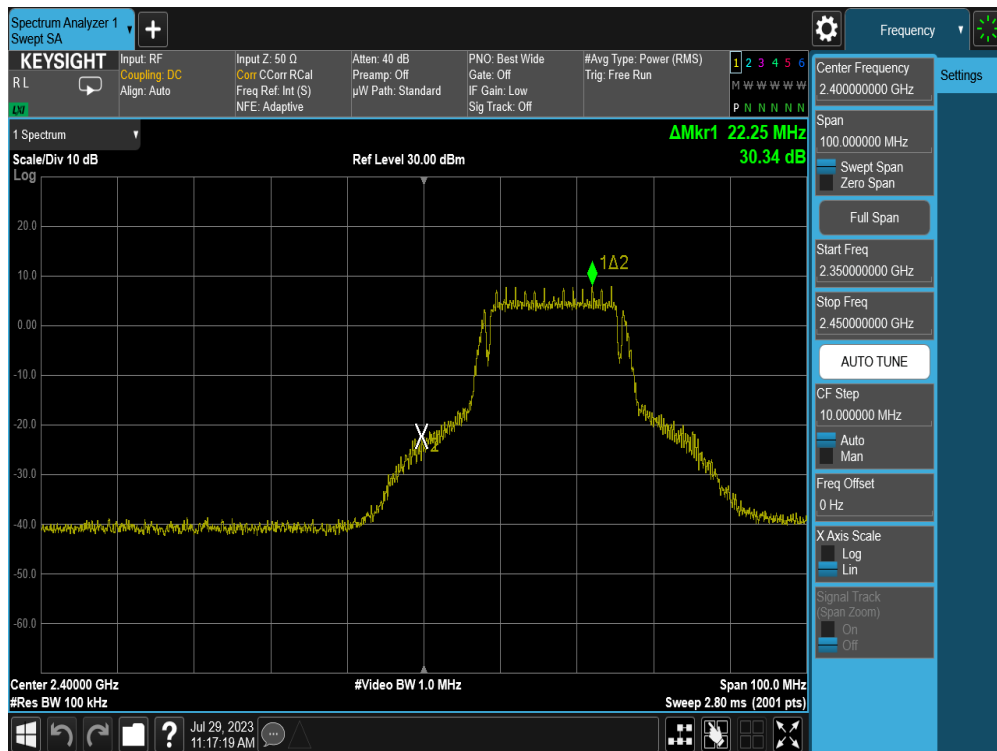 Spectrum Analyzer 1
Swept SA
Frequency
KEYSIGHT
R L
LXI
Input: RF
Coupling: DC
Align: Auto
Input Z: 50 Ω
Corr CCorr RCal
Freq Ref: Int (S)
NFE: Adaptive
Atten: 40 dB
Preamp: Off
µW Path: Standard
PNO: Best Wide
Gate: Off
IF Gain: Low
Sig Track: Off
#Avg Type: Power (RMS)
Trig: Free Run
1 2 3 4 5 6
M W W W W W
P N N N N N
1 Spectrum
Scale/Div 10 dB
Log
Ref Level 30.00 dBm
ΔMkr1 22.25 MHz
30.34 dB
20.0
10.0
0.00
-10.0
-20.0
-30.0
-40.0
-50.0
-60.0
1Δ2
2
Center 2.40000 GHz
#Res BW 100 kHz
#Video BW 1.0 MHz
Span 100.0 MHz
Sweep 2.80 ms (2001 pts)
?
Jul 29, 2023
11:17:19 AM
Settings
Center Frequency
2.400000000 GHz
Span
100.000000 MHz
Swept Span
Zero Span
Full Span
Start Freq
2.350000000 GHz
Stop Freq
2.450000000 GHz
AUTO TUNE
CF Step
10.000000 MHz
Auto
Man
Freq Offset
0 Hz
X Axis Scale
Log
Lin
Signal Track
(Span Zoom)
On
Off